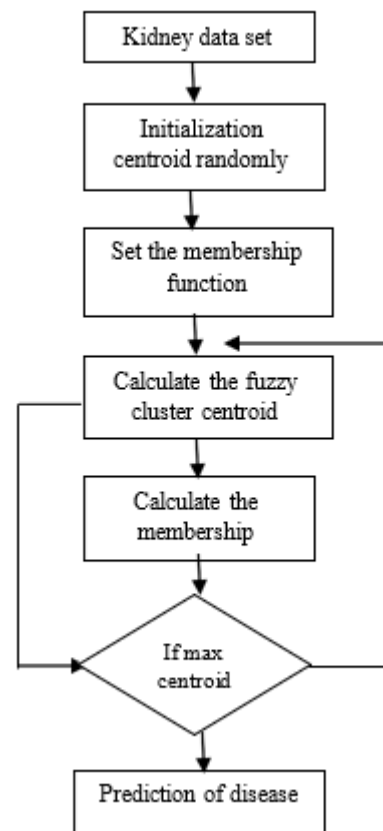 Kidney data set
Initialization
centroid randomly
Set the membership
function
Calculate the fuzzy
cluster centroid
Calculate the
membership
If max
centroid
Prediction of disease